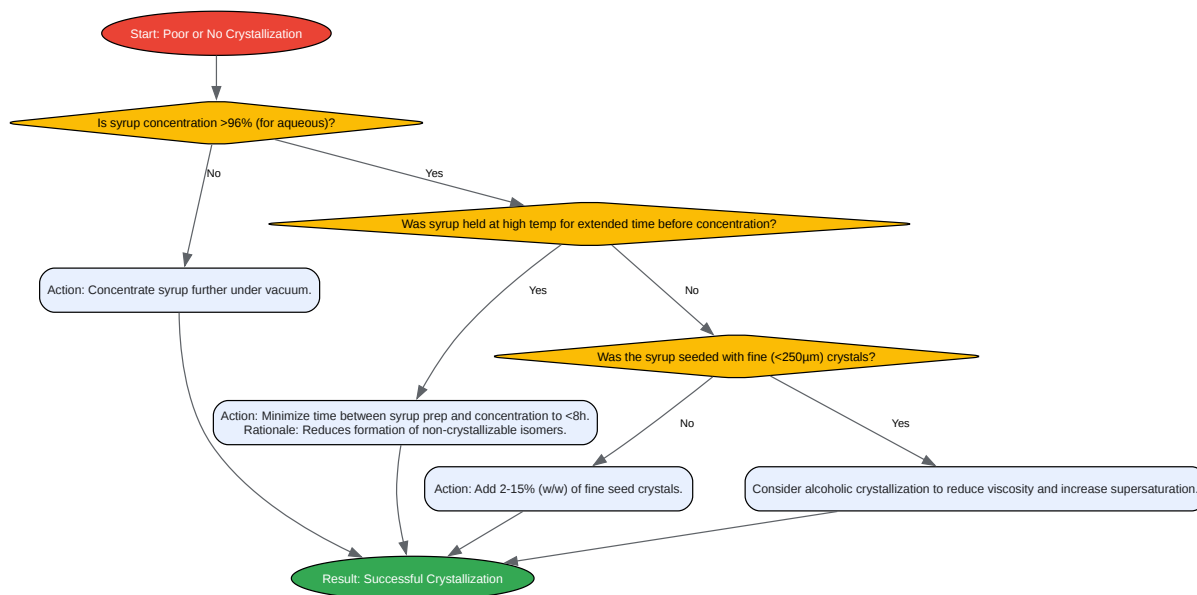 Start: Poor or No Crystallization
Is syrup concentration >96% (for aqueous)?
No
Yes
Was syrup held at high temp for extended time before concentration?
Action: Concentrate syrup further under vacuum.
Yes
No
Was the syrup seeded with fine (<250µm) crystals?
Action: Minimize time between syrup prep and concentration to <8h.
Rationale: Reduces formation of non-crystallizable isomers.
No
Yes
Action: Add 2-15% (w/w) of fine seed crystals.
Consider alcoholic crystallization to reduce viscosity and increase supersaturation.
Result: Successful Crystallization